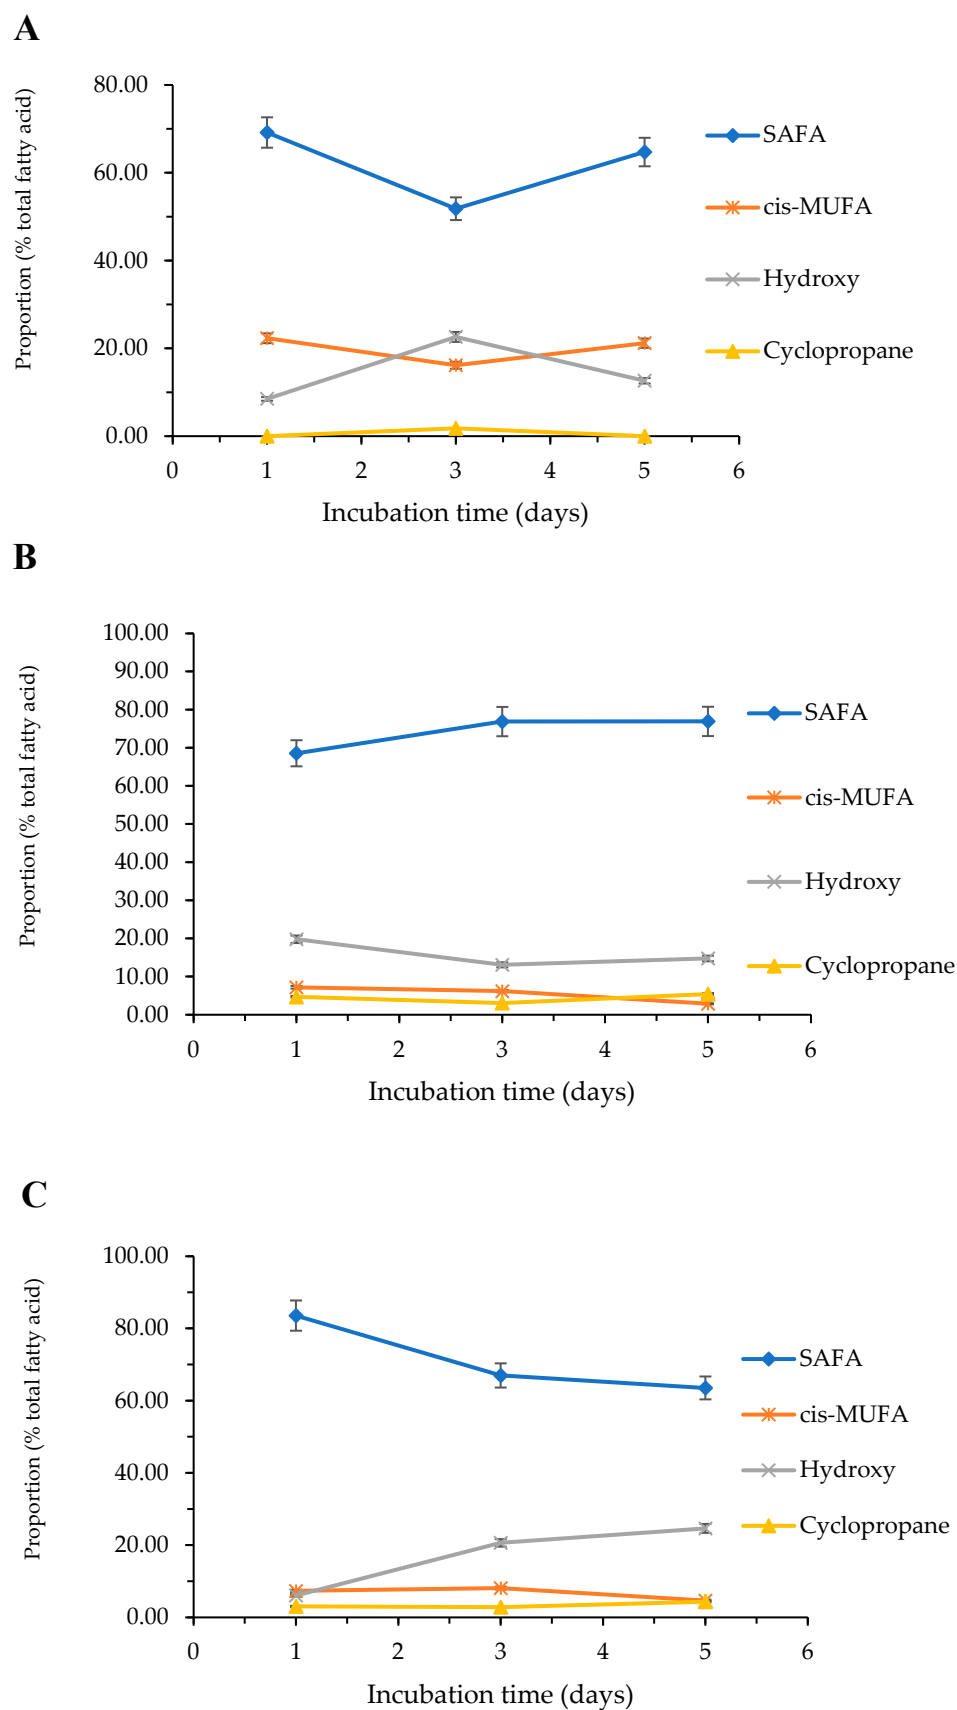 A
Proportion (% total fatty acid)
80.00
60.00
40.00
20.00
0.00
0 1 2 3 4 5 6
Incubation time (days)
SAFA
cis-MUFA
Hydroxy
Cyclopropane
B
Proportion (% total fatty acid)
100.00
90.00
80.00
70.00
60.00
50.00
40.00
30.00
20.00
10.00
0.00
0 1 2 3 4 5 6
Incubation time (days)
SAFA
cis-MUFA
Hydroxy
Cyclopropane
C
Proportion (% total fatty acid)
100.00
80.00
60.00
40.00
20.00
0.00
0 1 2 3 4 5 6
Incubation time (days)
SAFA
cis-MUFA
Hydroxy
Cyclopropane